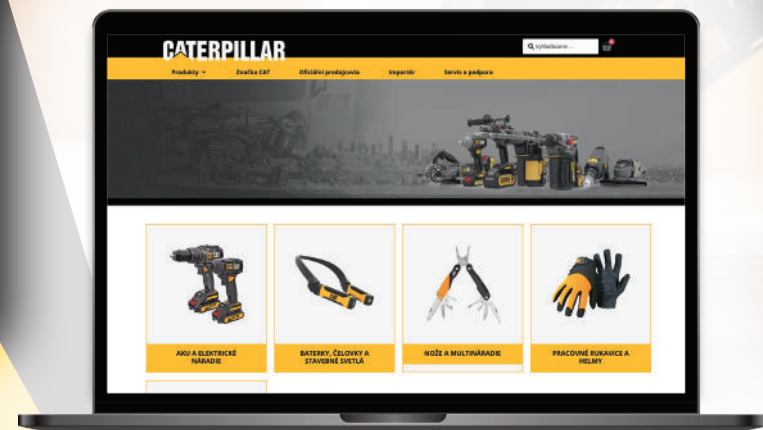 CATERPILLAR
Vyhľadávanie ...
Produkty
Značka CAT
Oficiálni predajcovia
Importér
Servis a podpora
AKU A ELEKTRICKÉ
NÁRADIE
BATERKY, ČELOVKY A
STAVEBNÉ SVETLÁ
NOŽE A MULTINÁRADIE
PRACOVNÉ RUKAVICE A
HELMY